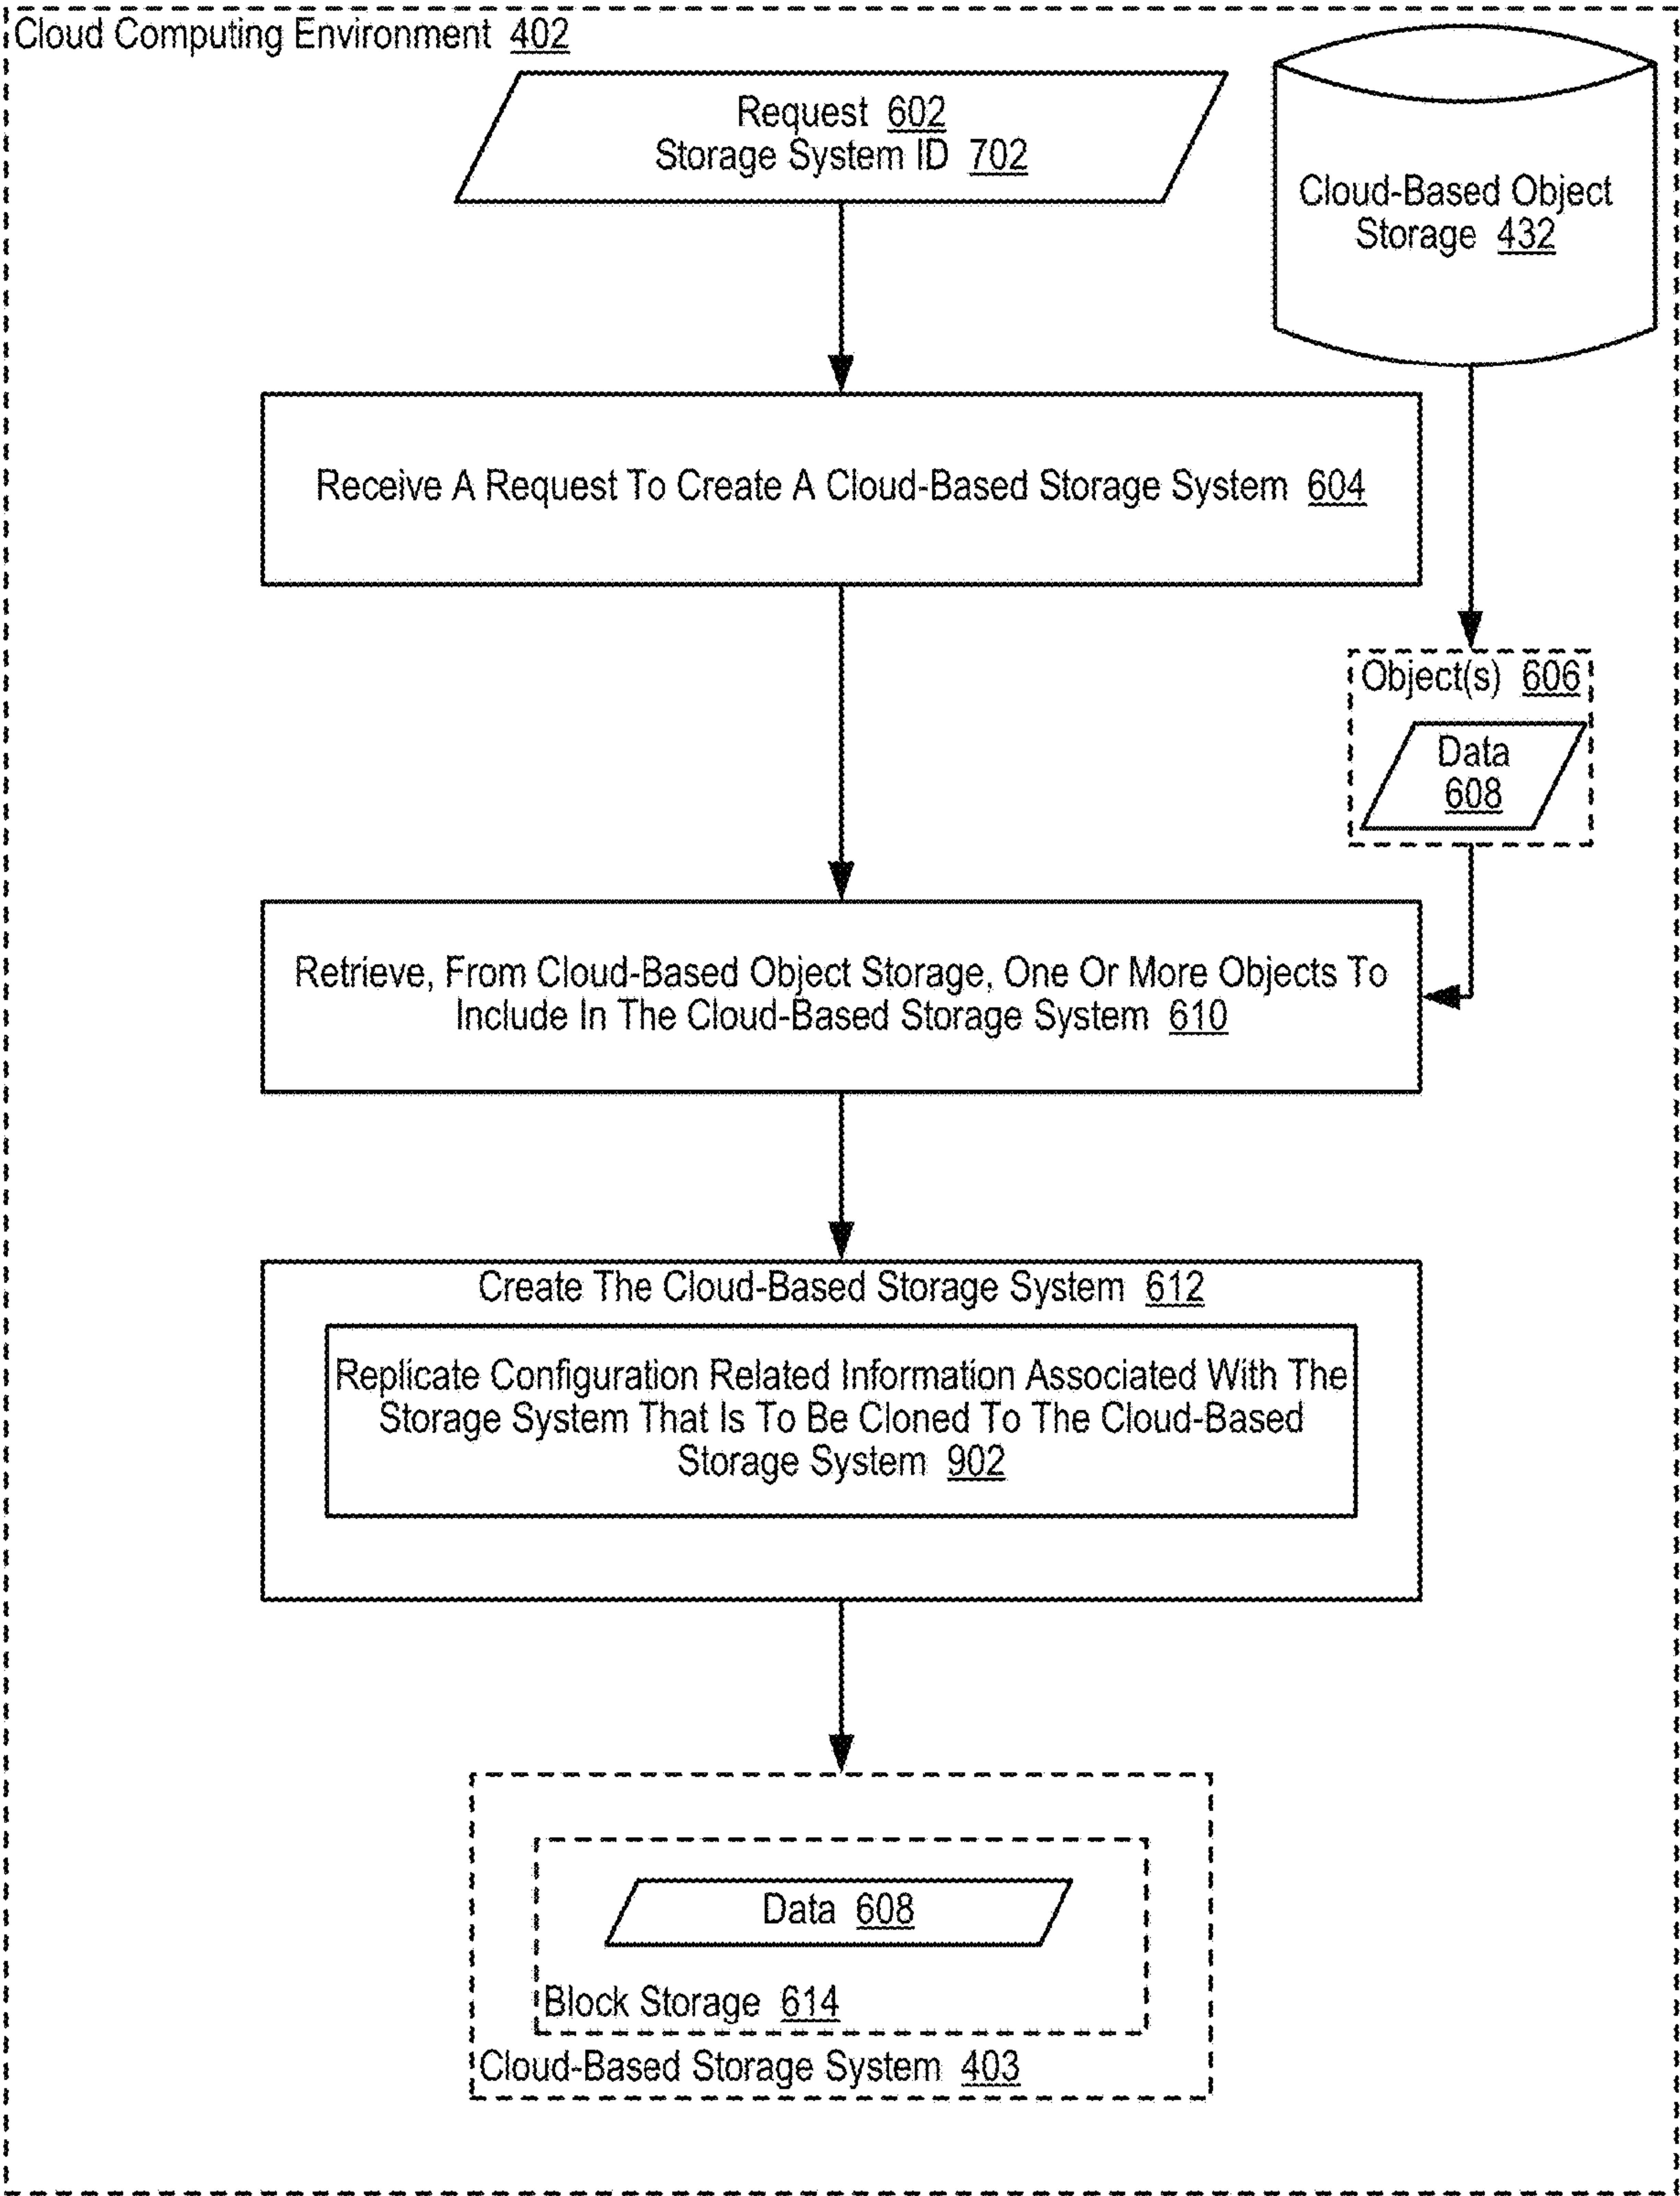 Cloud Computing Environment 402
Request 602
Storage System ID 702
Cloud-Based Object
Storage 432
Receive A Request To Create A Cloud-Based Storage System 604
Object(s) 606
Data
608
Retrieve, From Cloud-Based Object Storage, One Or More Objects To
Include In The Cloud-Based Storage System 610
Create The Cloud-Based Storage System 612
Replicate Configuration Related Information Associated With The
Storage System That Is To Be Cloned To The Cloud-Based
Storage System 902
Data 608
Block Storage 614
Cloud-Based Storage System 403